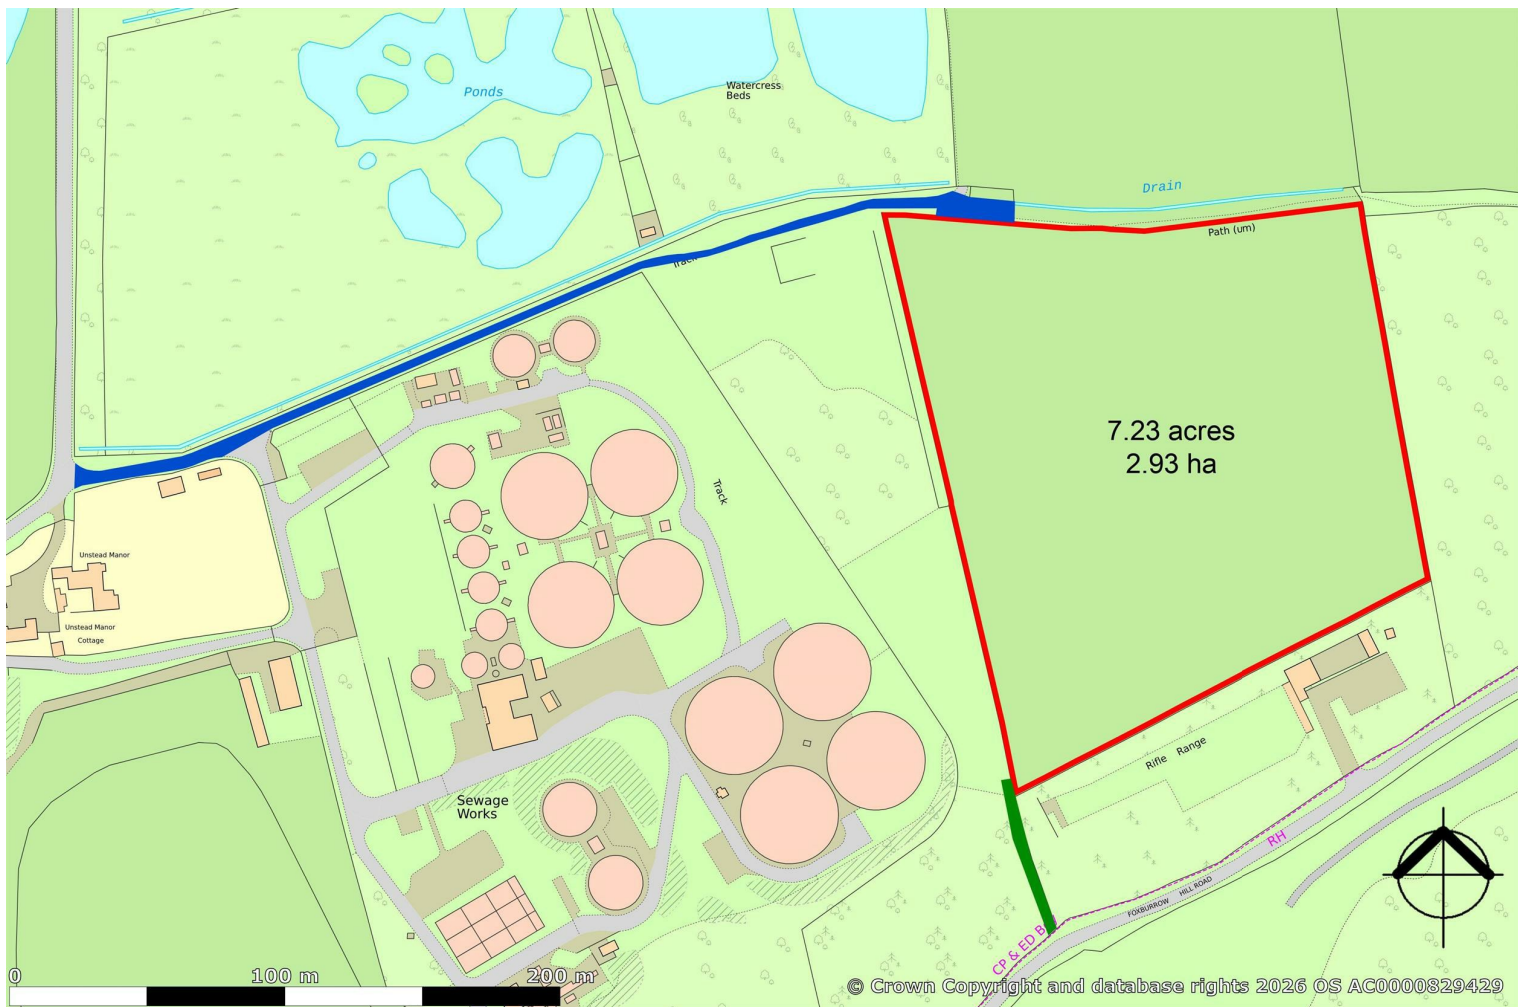 Ponds
Watercress
Beds
Drain
Path (um)
Track
7.23 acres
2.93 ha
Track
Unstead Manor
Unstead Manor
Cottage
Rifle Range
Sewage
Works
RH
HILL ROAD
FOXBURROW
CP & ED B
0 100 m 200 m
© Crown Copyright and database rights 2026 OS AC0000829429